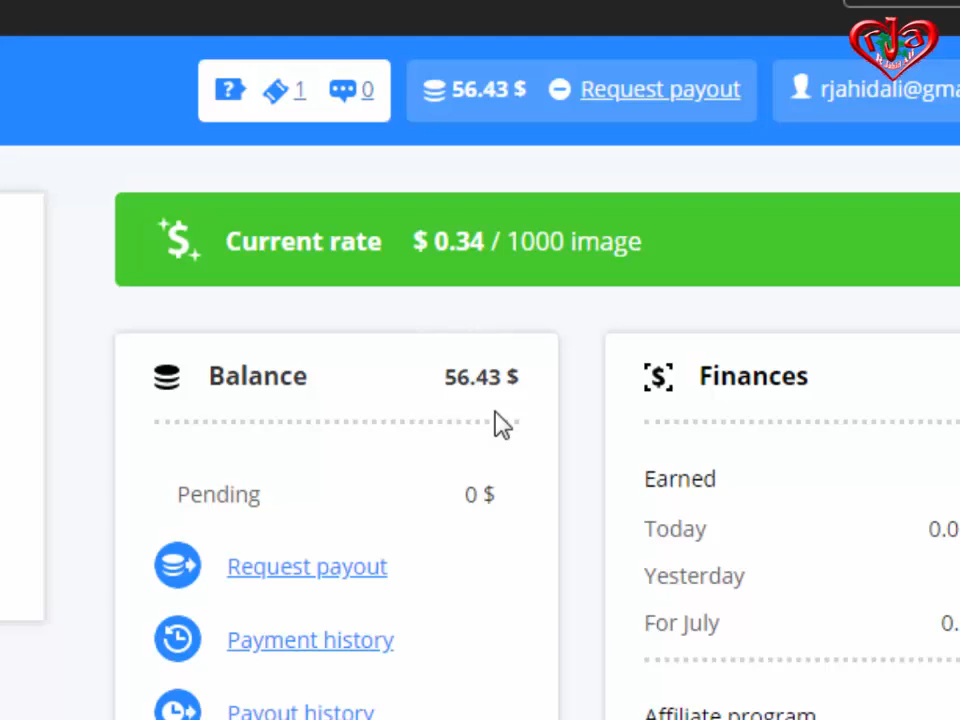 1 0 56.43 $ Request payout rjahidali@gma
rja
Current rate $ 0.34 / 1000 image
Balance 56.43 $
Pending 0 $
Request payout
Payment history
Payout history
Finances
Earned
Today 0.0
Yesterday
For July 0.
Affiliate program